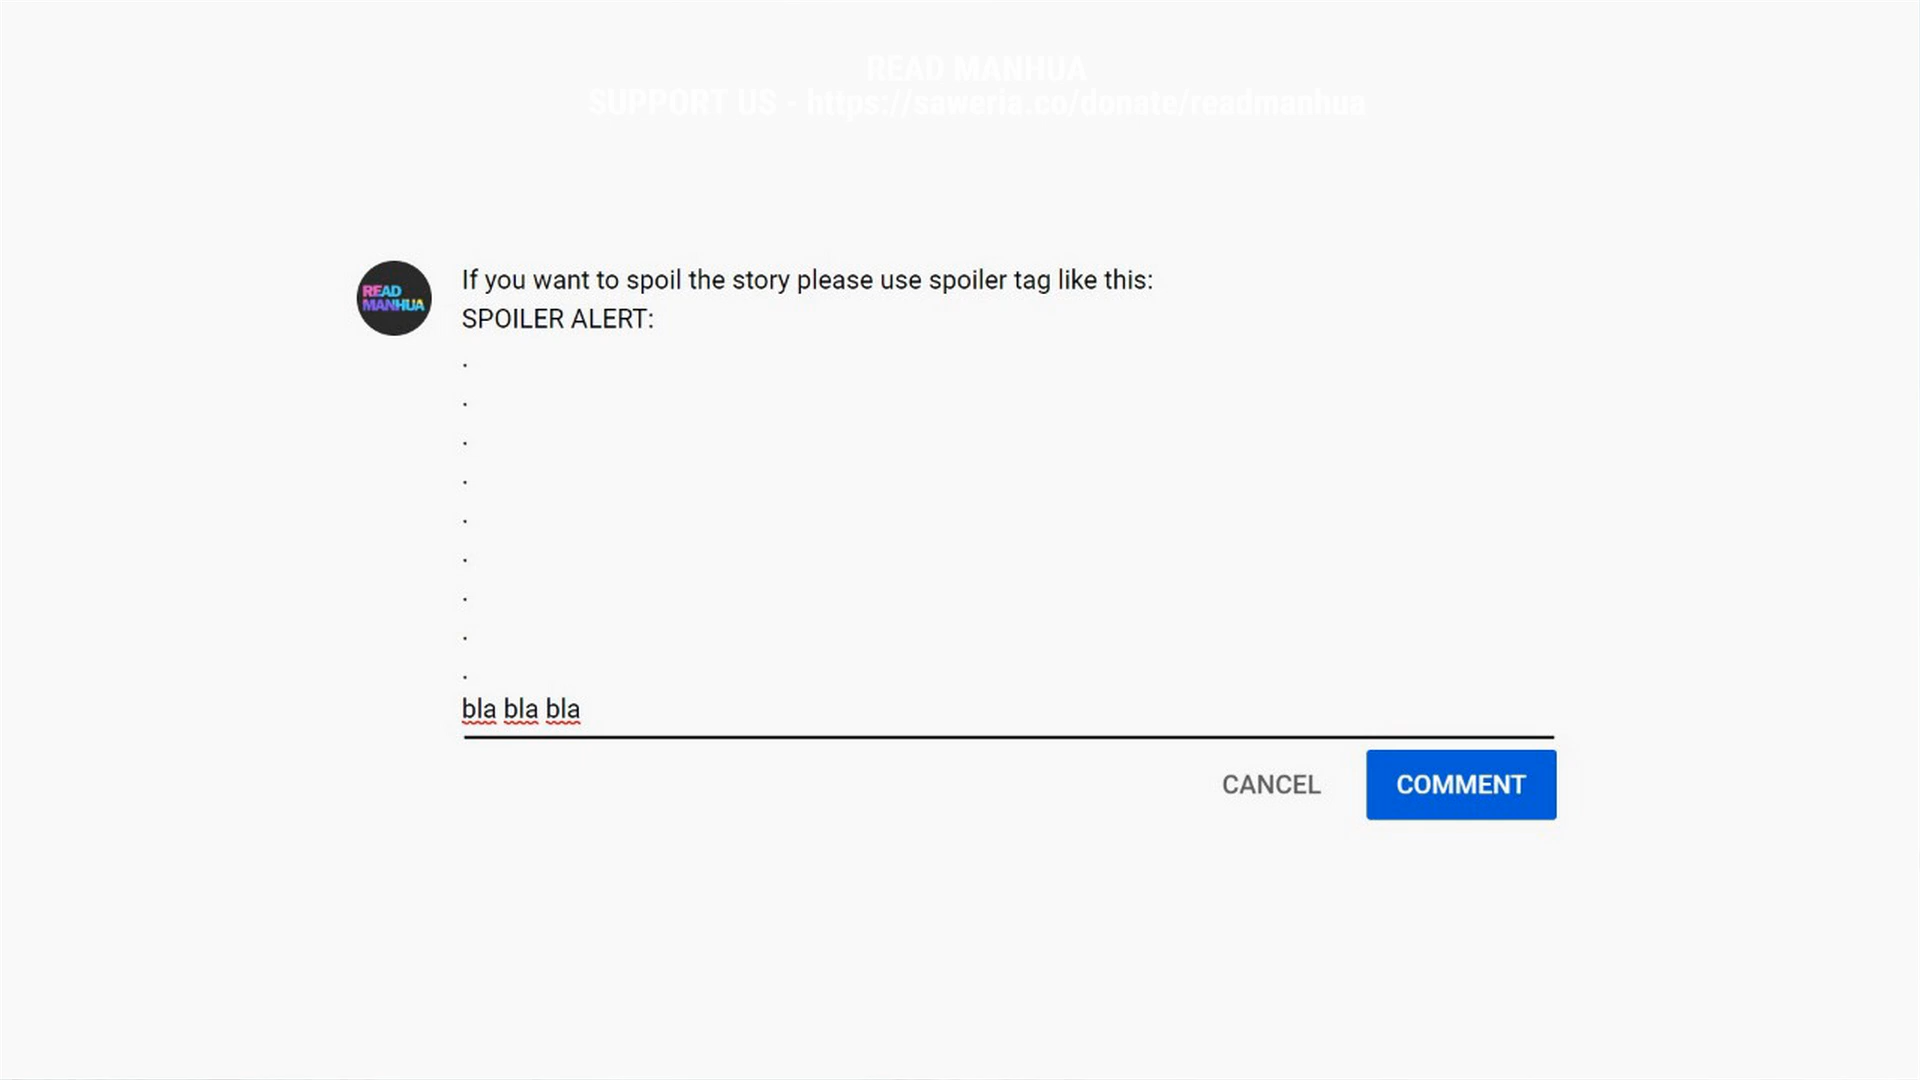 READ MANHUA
SUPPORT US - https://saweria.co/donate/readmanhua
READ
MANHUA
If you want to spoil the story please use spoiler tag like this:
SPOILER ALERT:
.
.
.
.
.
.
.
.
.
bla bla bla
CANCEL
COMMENT